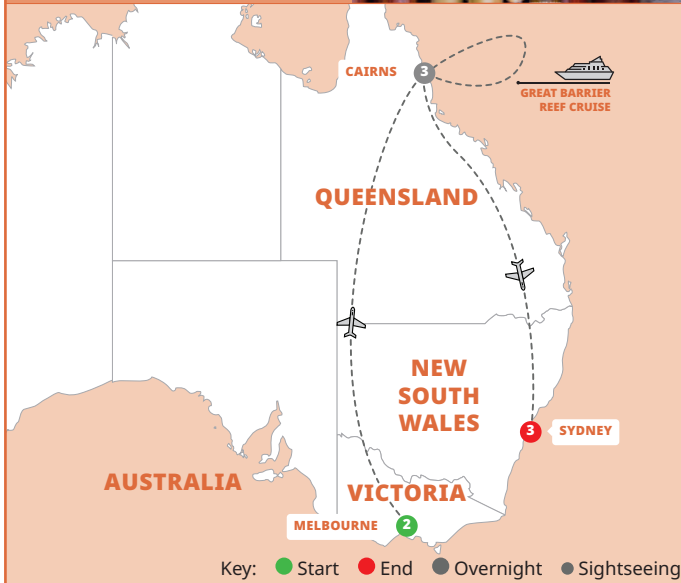 CAIRNS
3
GREAT BARRIER
REEF CRUISE
QUEENSLAND
NEW
SOUTH
WALES
3
SYDNEY
AUSTRALIA
VICTORIA
MELBOURNE
2
Key: Start End Overnight Sightseeing